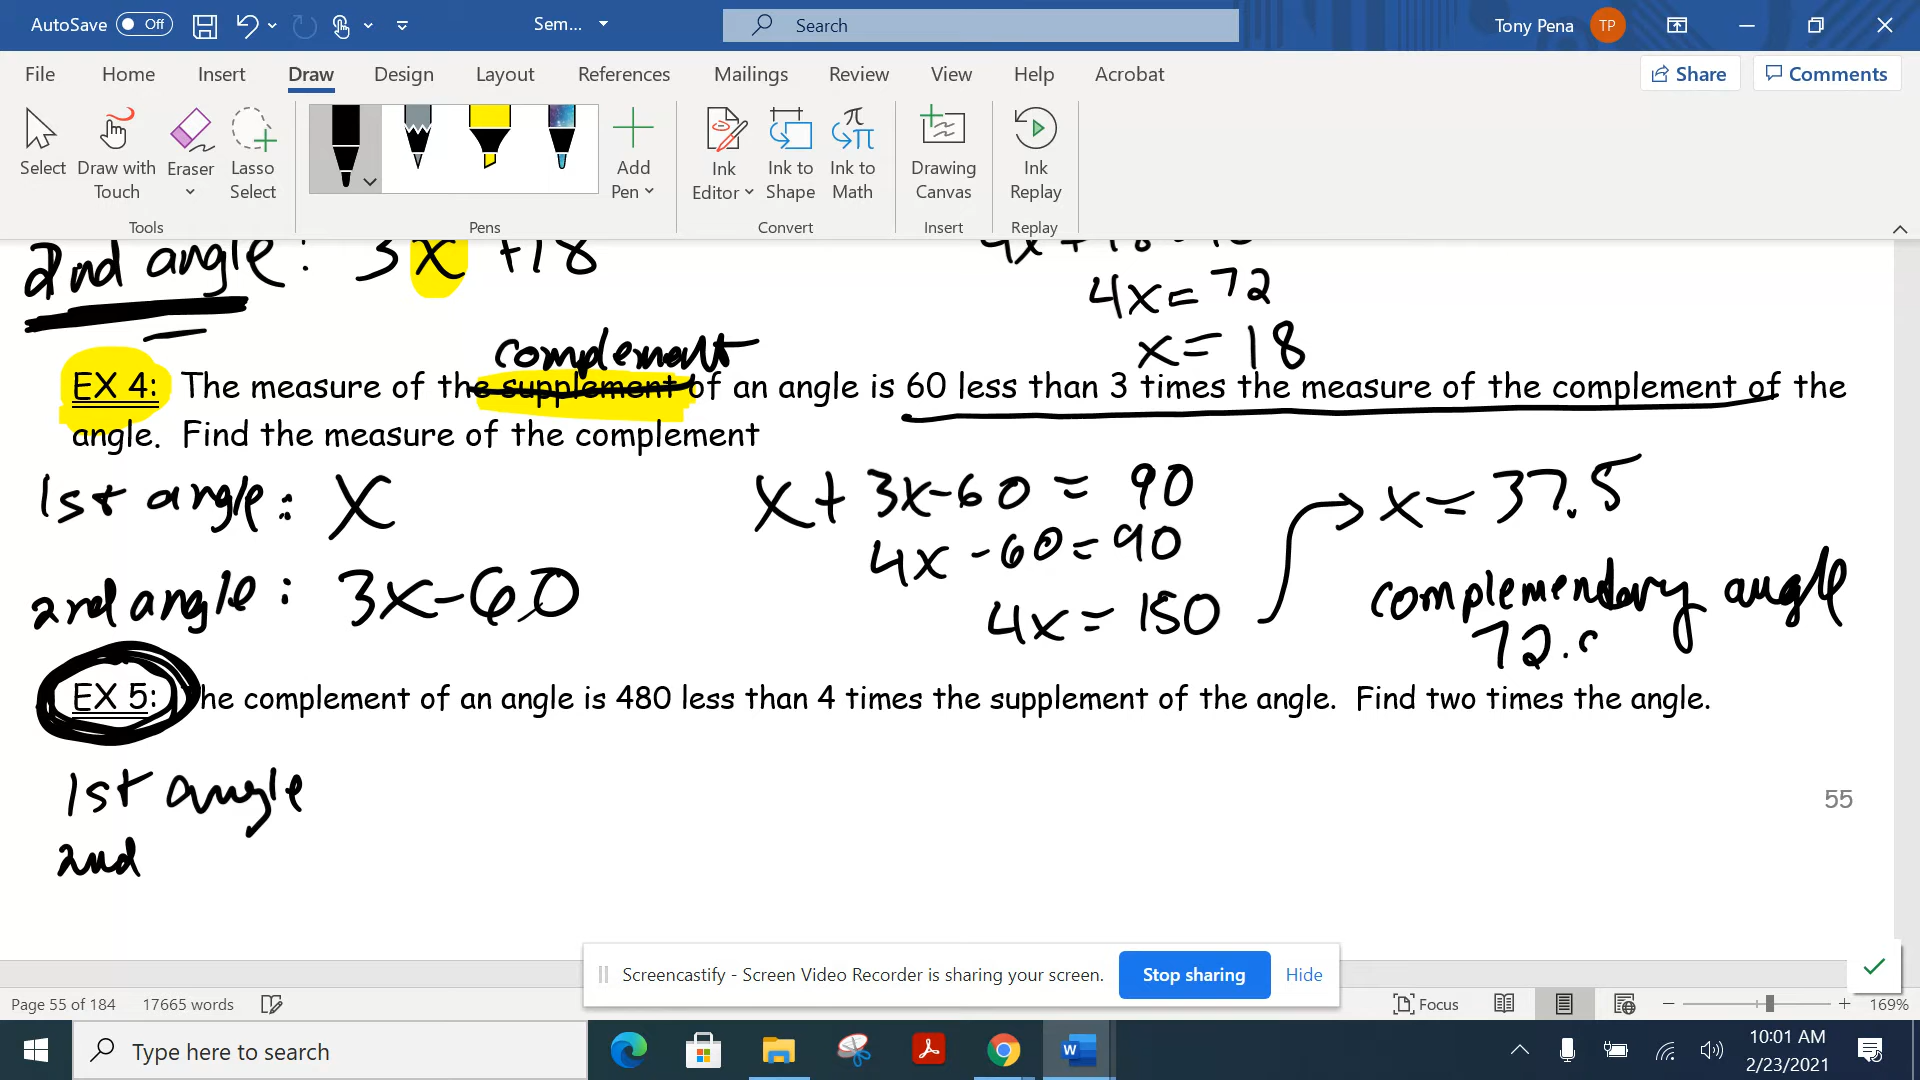 AutoSave Off Sem... Search Tony Pena TP
File Home Insert Draw Design Layout References Mailings Review View Help Acrobat Share Comments
Select Draw with Touch Eraser Lasso Select Add Pen Ink Editor Ink to Shape Ink to Math Drawing Canvas Ink Replay
Tools Pens Convert Insert Replay
2nd angle: 3x +18
4x = 72
x = 18
complement
EX 4: The measure of the supplement of an angle is 60 less than 3 times the measure of the complement of the
angle. Find the measure of the complement
1st angle: x
2nd angle: 3x-60
x + 3x-60 = 90
4x -60 = 90
4x = 150
x = 37.5
complementary angle
72.
EX 5: he complement of an angle is 480 less than 4 times the supplement of the angle. Find two times the angle.
1st angle
2nd
55
Screencastify - Screen Video Recorder is sharing your screen. Stop sharing Hide
Page 55 of 184 17665 words Focus 169%
Type here to search 10:01 AM
2/23/2021